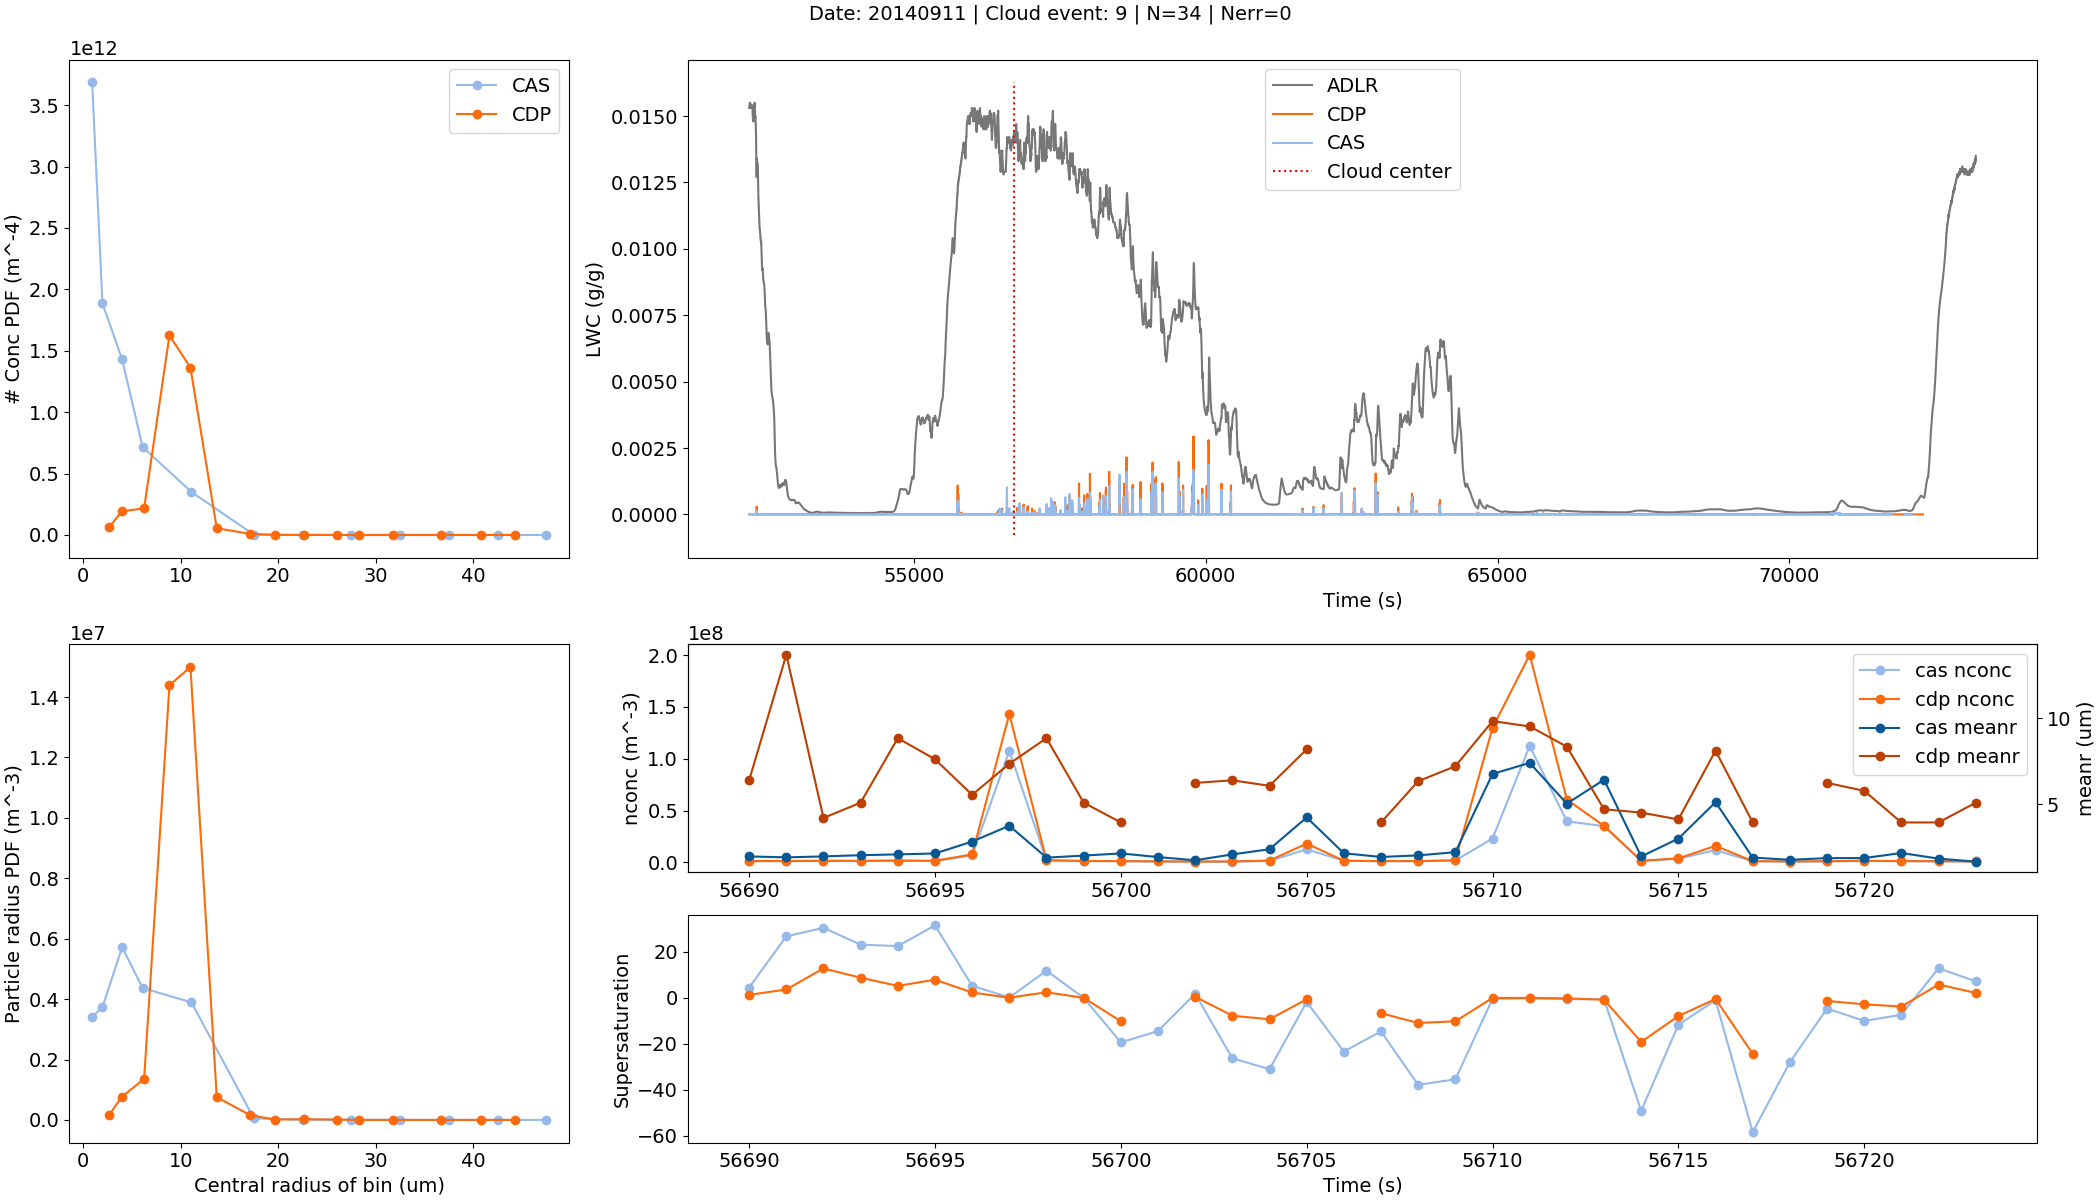 Date: 20140911 | Cloud event: 9 | N=34 | Nerr=0
1e12
# Conc PDF (m^-4)
3.5
3.0
2.5
2.0
1.5
1.0
0.5
0.0
0 10 20 30 40
CAS
CDP
LWC (g/g)
0.0150
0.0125
0.0100
0.0075
0.0050
0.0025
0.0000
55000 60000 65000 70000
Time (s)
ADLR
CDP
CAS
Cloud center
1e7
Particle radius PDF (m^-3)
1.4
1.2
1.0
0.8
0.6
0.4
0.2
0.0
0 10 20 30 40
Central radius of bin (um)
1e8
nconc (m^-3)
2.0
1.5
1.0
0.5
0.0
56690 56695 56700 56705 56710 56715 56720
cas nconc
cdp nconc
cas meanr
cdp meanr
10
5
meanr (um)
Supersaturation
20
0
−20
−40
−60
56690 56695 56700 56705 56710 56715 56720
Time (s)